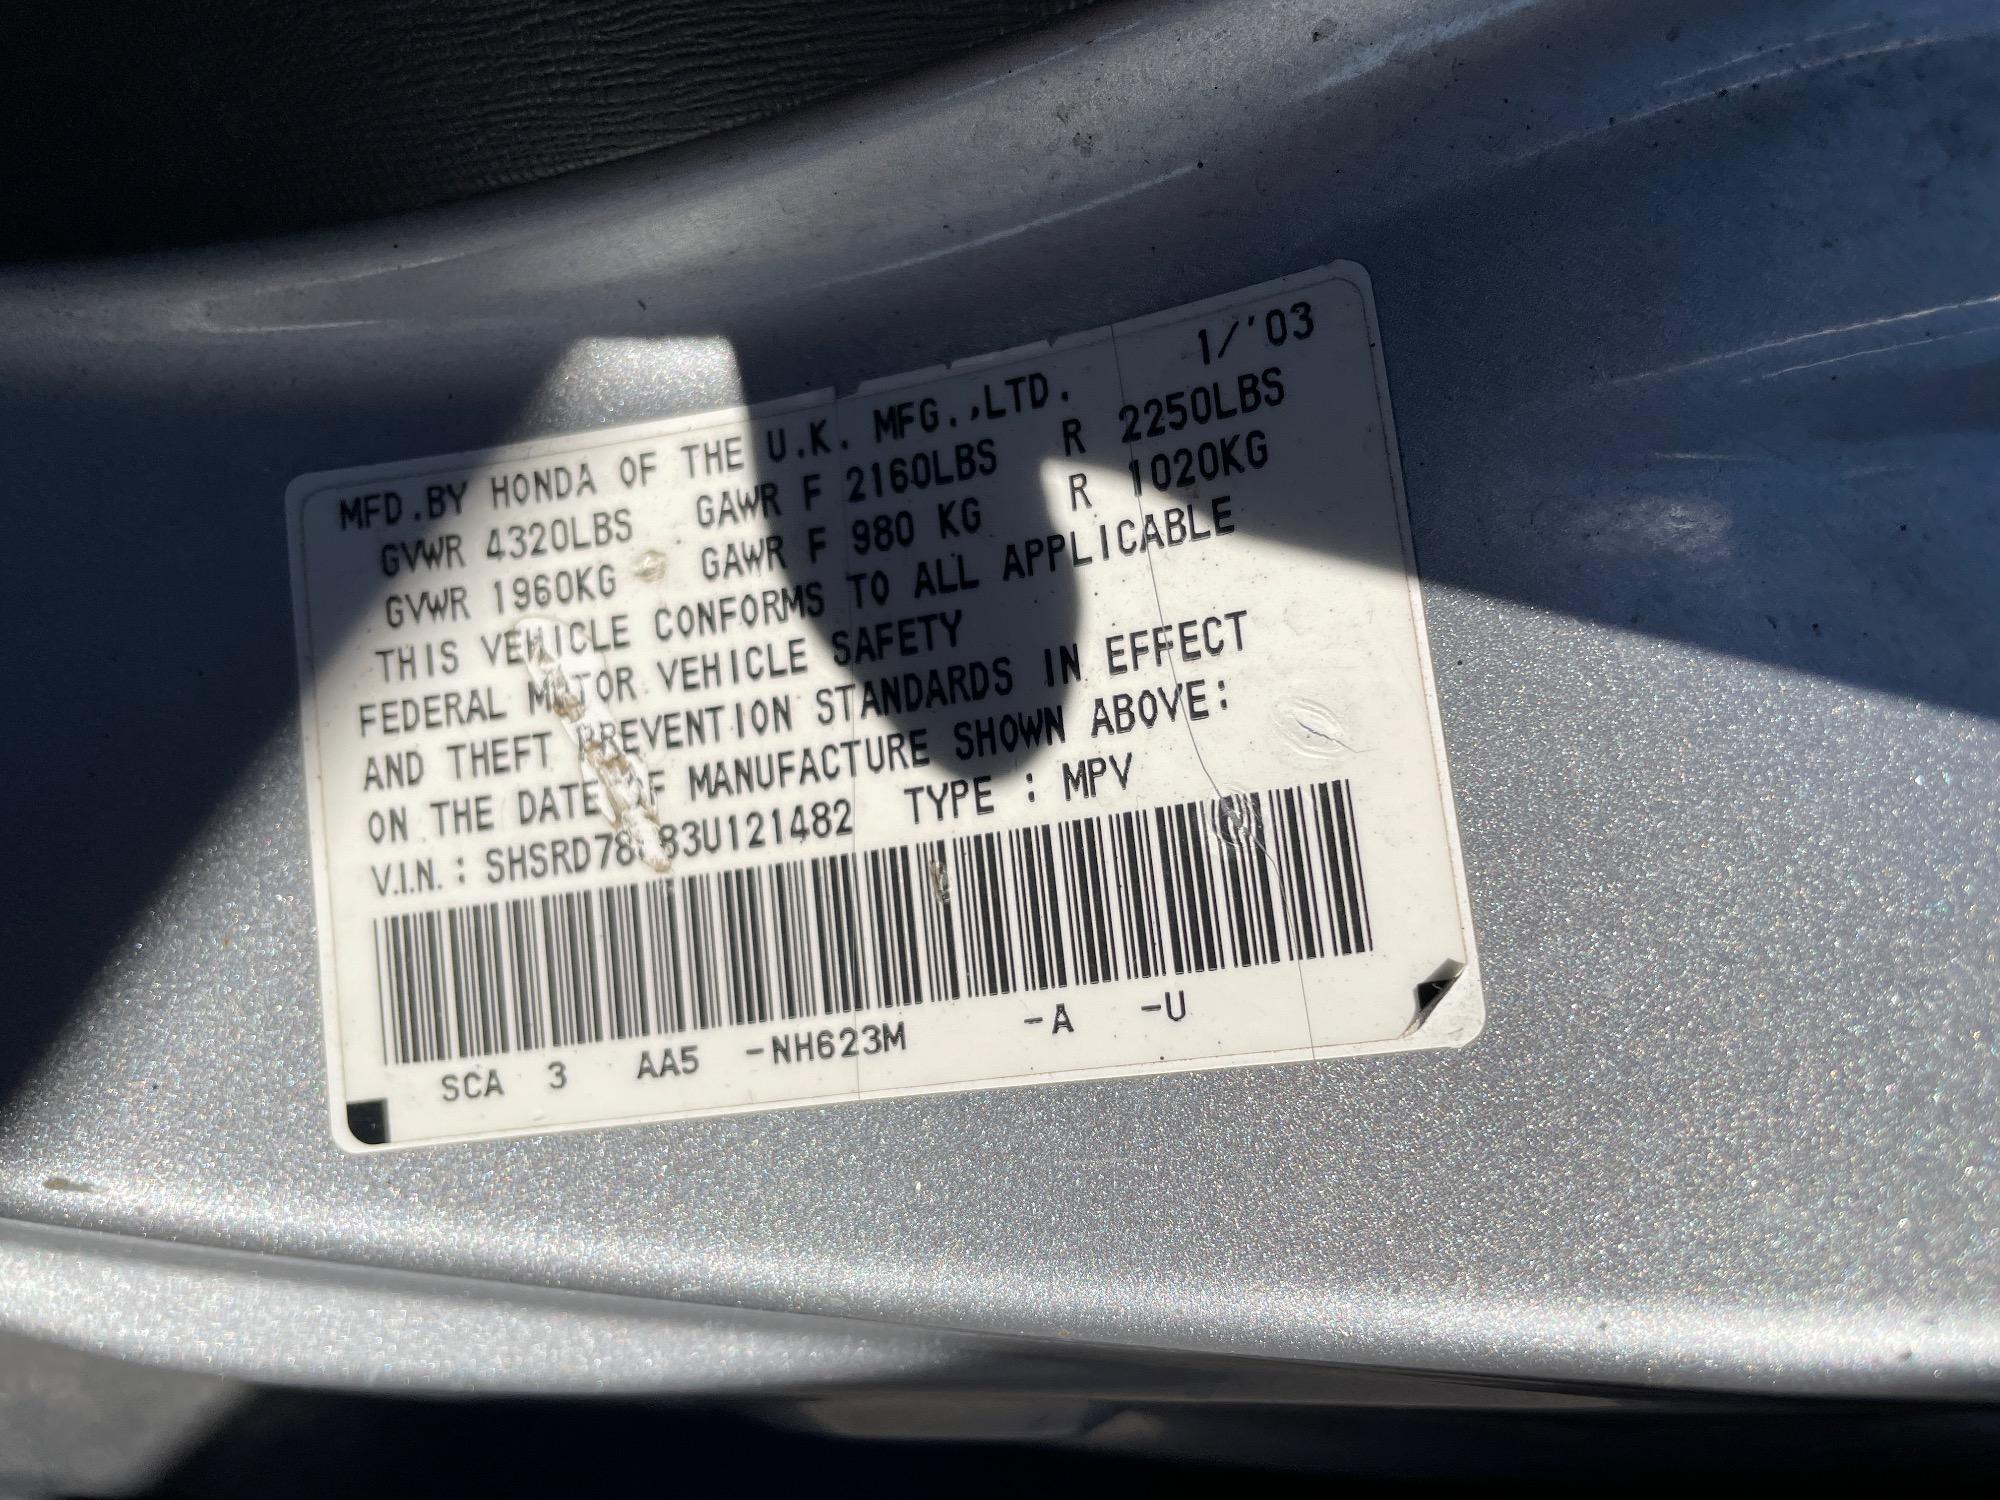 1/'03
MFD.BY HONDA OF THE U.K. MFG.,LTD.
GVWR 4320LBS GAWR F 2160LBS R 2250LBS
GVWR 1960KG GAWR F 980 KG R 1020KG
THIS VEHICLE CONFORMS TO ALL APPLICABLE
FEDERAL MOTOR VEHICLE SAFETY
AND THEFT PREVENTION STANDARDS IN EFFECT
ON THE DATE OF MANUFACTURE SHOWN ABOVE:
V.I.N.: TYPE : MPV
SCA 3 AA5 -NH623M -A -U